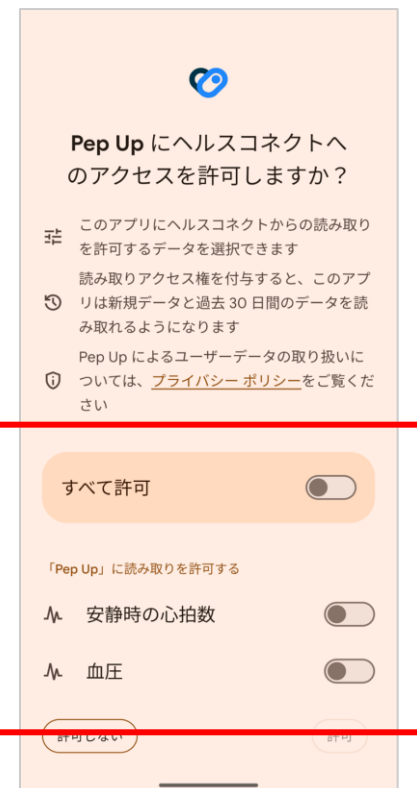 Pep Up にヘルスコネクトへ
のアクセスを許可しますか？
このアプリにヘルスコネクトからの読み取り
を許可するデータを選択できます
読み取りアクセス権を付与すると、このアプ
リは新規データと過去 30 日間のデータを読
み取れるようになります
Pep Up によるユーザーデータの取り扱いに
ついては、プライバシー ポリシーをご覧くだ
さい
すべて許可
「Pep Up」に読み取りを許可する
安静時の心拍数
血圧
許可しない
許可